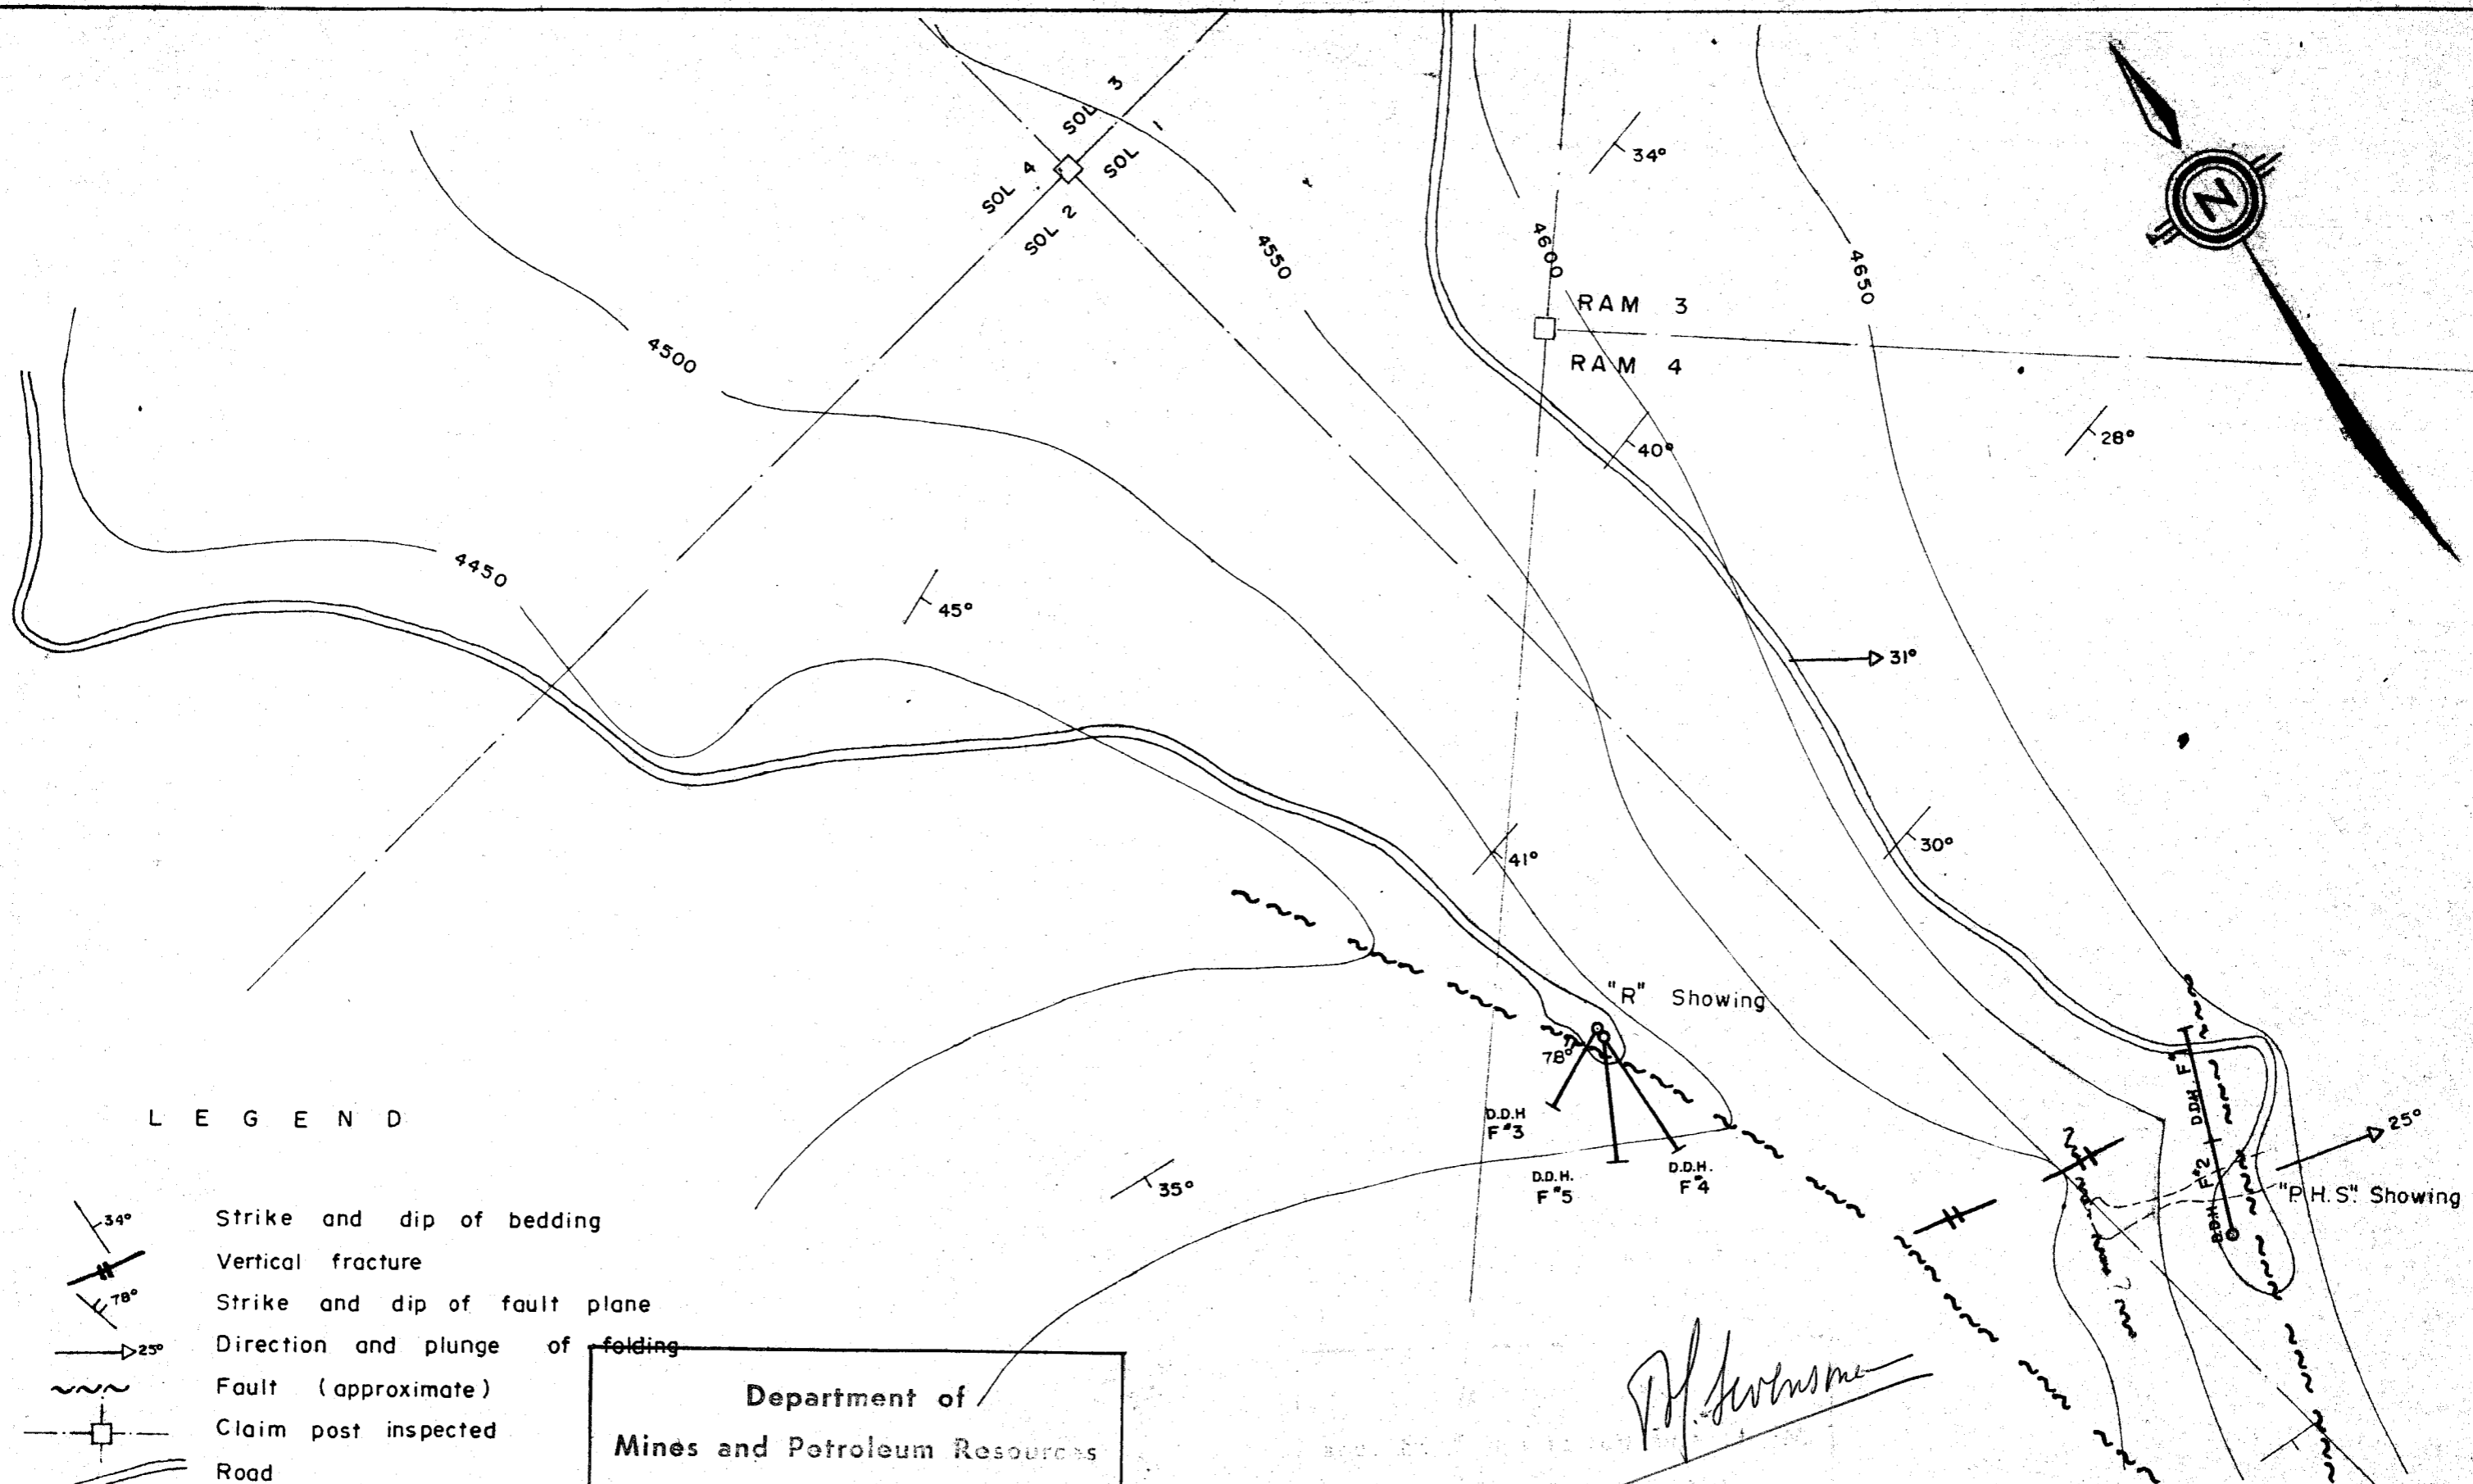 SOL 3
SOL 1
SOL 4
SOL 2
34°
N
4550
4600
4650
RAM 3
RAM 4
4500
40°
28°
4450
45°
31°
41°
30°
"R" Showing
78°
D.D.H
F#3
D.D.H.
F#5
D.D.H.
F#4
35°
D.D.H. F#1
D.D.H. F#2
25°
"P.H.S". Showing
?
?
LEGEND
34° Strike and dip of bedding
Vertical fracture
78° Strike and dip of fault plane
25° Direction and plunge of folding
Fault (approximate)
Claim post inspected
Road
Department of
Mines and Petroleum Resources